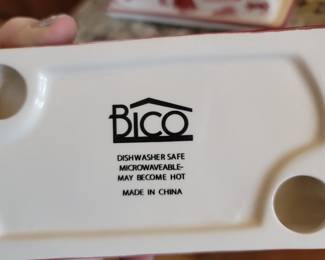 BICO
DISHWASHER SAFE
MICROWAVEABLE-
MAY BECOME HOT
MADE IN CHINA